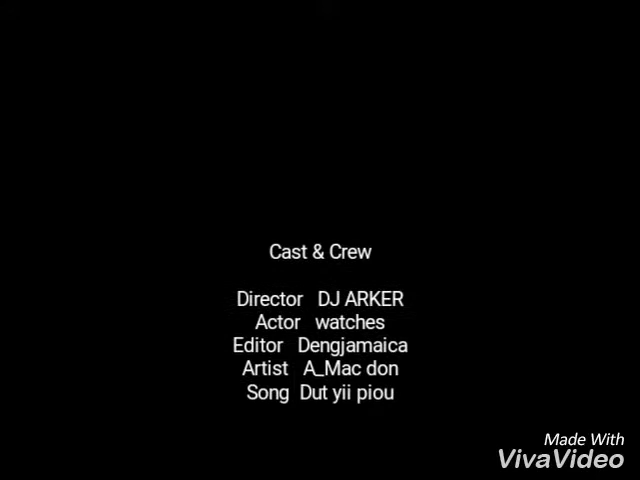 Cast & Crew
Director DJ ARKER
Actor watches
Editor Dengjamaica
Artist A_Mac don
Song Dut yii piou
Made With
VivaVideo